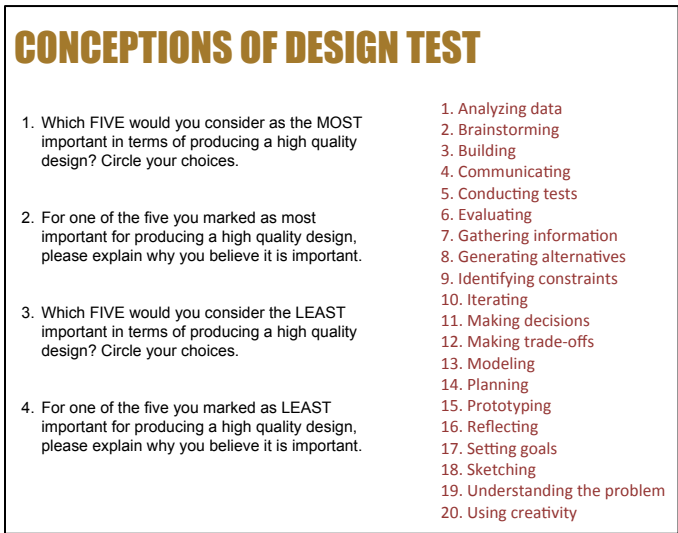 CONCEPTIONS OF DESIGN TEST
1. Which FIVE would you consider as the MOST
important in terms of producing a high quality
design? Circle your choices.
2. For one of the five you marked as most
important for producing a high quality design,
please explain why you believe it is important.
3. Which FIVE would you consider the LEAST
important in terms of producing a high quality
design? Circle your choices.
4. For one of the five you marked as LEAST
important for producing a high quality design,
please explain why you believe it is important.
1. Analyzing data
2. Brainstorming
3. Building
4. Communicating
5. Conducting tests
6. Evaluating
7. Gathering information
8. Generating alternatives
9. Identifying constraints
10. Iterating
11. Making decisions
12. Making trade-offs
13. Modeling
14. Planning
15. Prototyping
16. Reflecting
17. Setting goals
18. Sketching
19. Understanding the problem
20. Using creativity